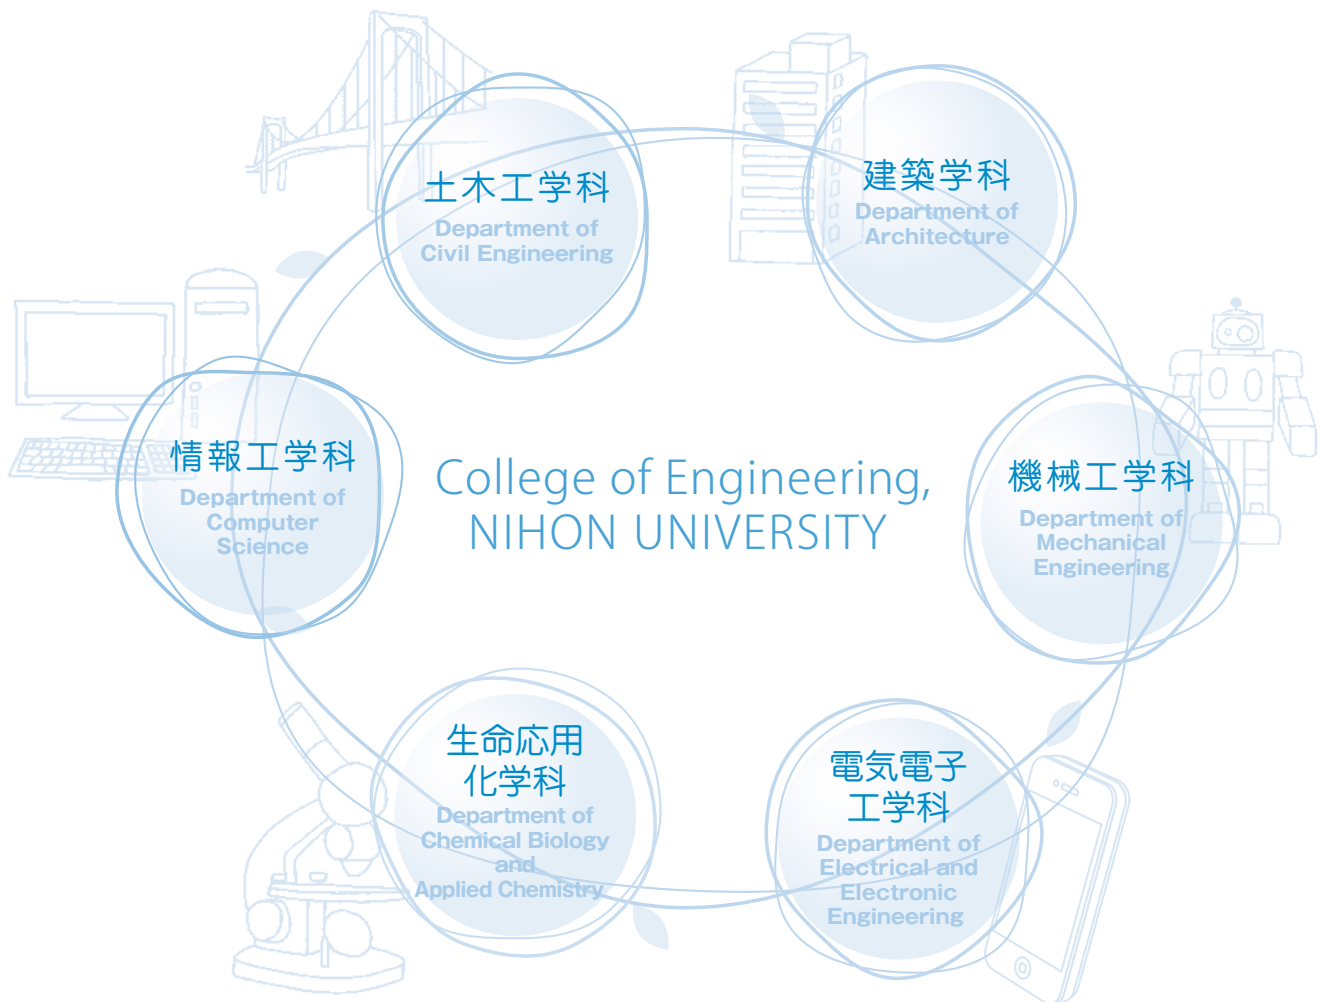 土木工学科
Department of
Civil Engineering
建築学科
Department of
Architecture
情報工学科
Department of
Computer
Science
College of Engineering,
NIHON UNIVERSITY
機械工学科
Department of
Mechanical
Engineering
生命応用
化学科
Department of
Chemical Biology
and
Applied Chemistry
電気電子
工学科
Department of
Electrical and
Electronic
Engineering